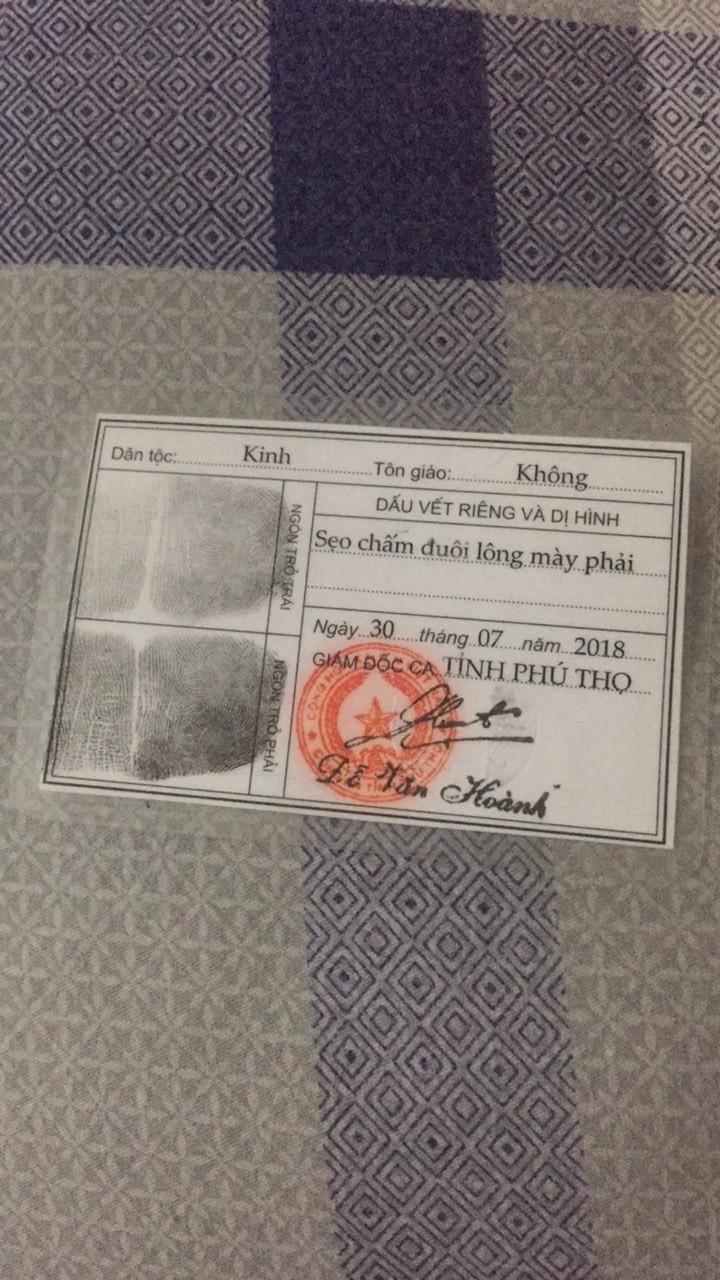 Dân tộc: Kinh Tôn giáo: Không
DẤU VẾT RIÊNG VÀ DỊ HÌNH
NGÓN TRỎ TRÁI
Sẹo chấm đuôi lông mày phải
Ngày 30 tháng 07 năm 2018
GIÁM ĐỐC CA TỈNH PHÚ THỌ
NGÓN TRỎ PHẢI
Đỗ Văn Hoành